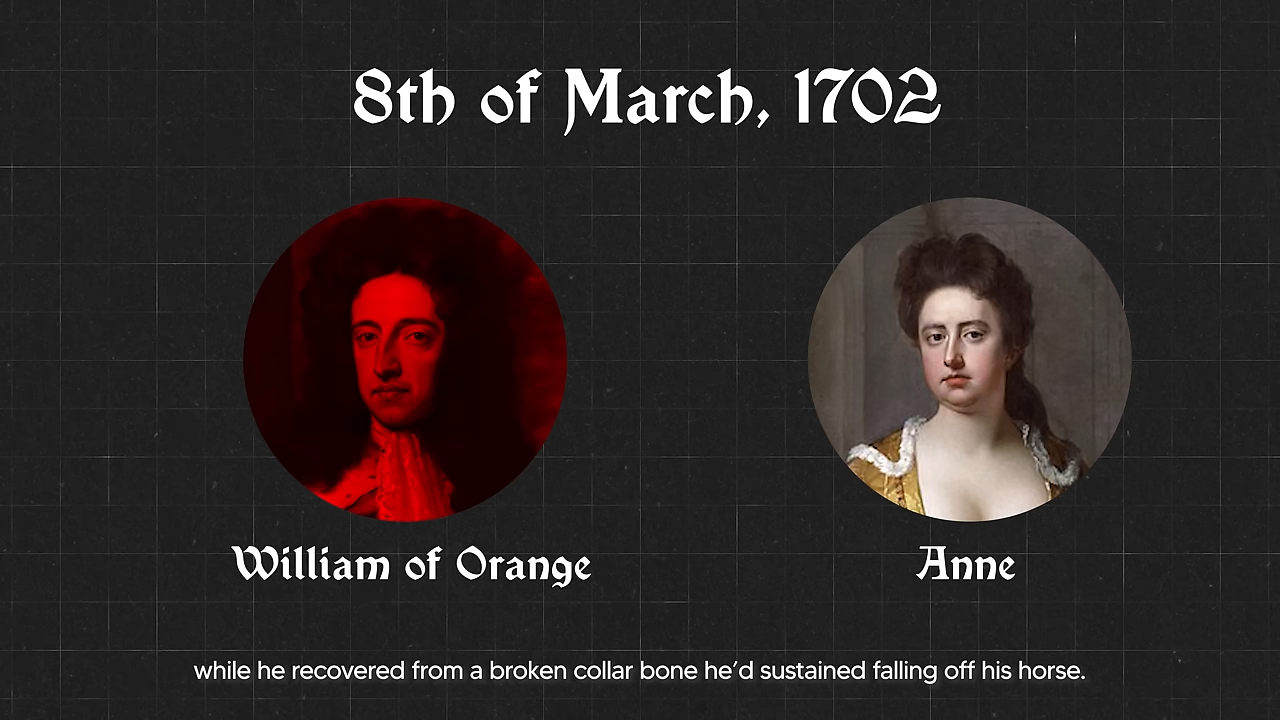 8th of March, 1702
William of Orange
Anne
while he recovered from a broken collar bone he’d sustained falling off his horse.